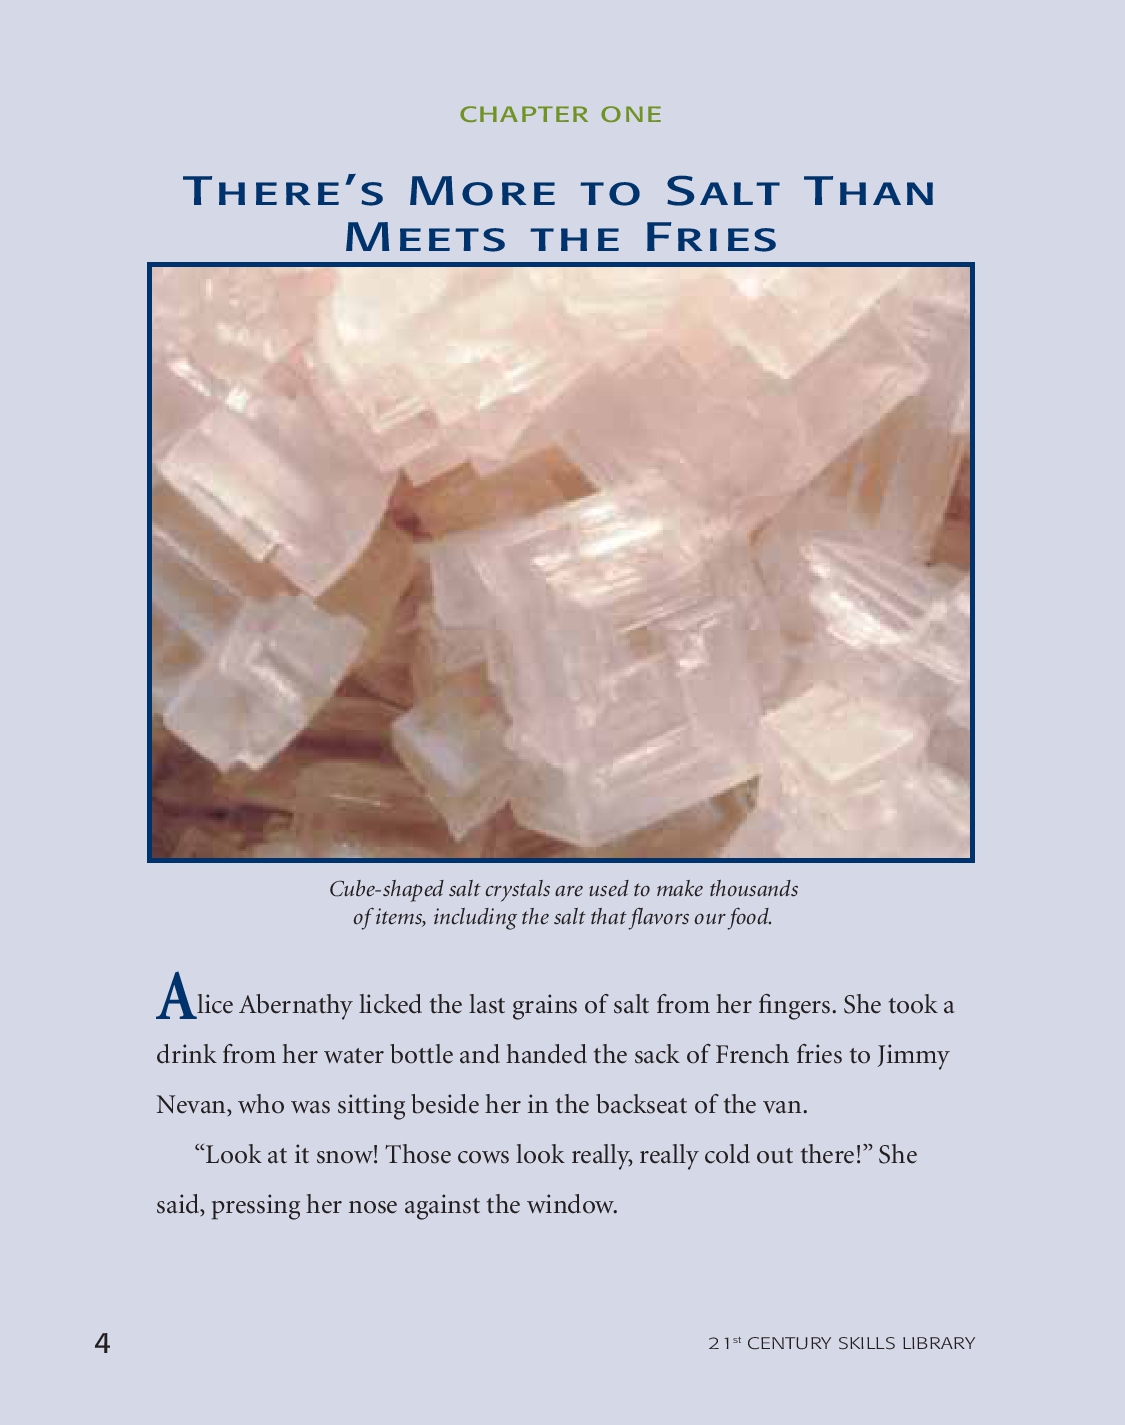 CHAPTER ONE
THERE'S MORE TO SALT THAN
MEETS THE FRIES
Cube-shaped salt crystals are used to make thousands
of items, including the salt that flavors our food.
Alice Abernathy licked the last grains of salt from her fingers. She took a
drink from her water bottle and handed the sack of French fries to Jimmy
Nevan, who was sitting beside her in the backseat of the van.
“Look at it snow! Those cows look really, really cold out there!” She
said, pressing her nose against the window.
4
21st CENTURY SKILLS LIBRARY